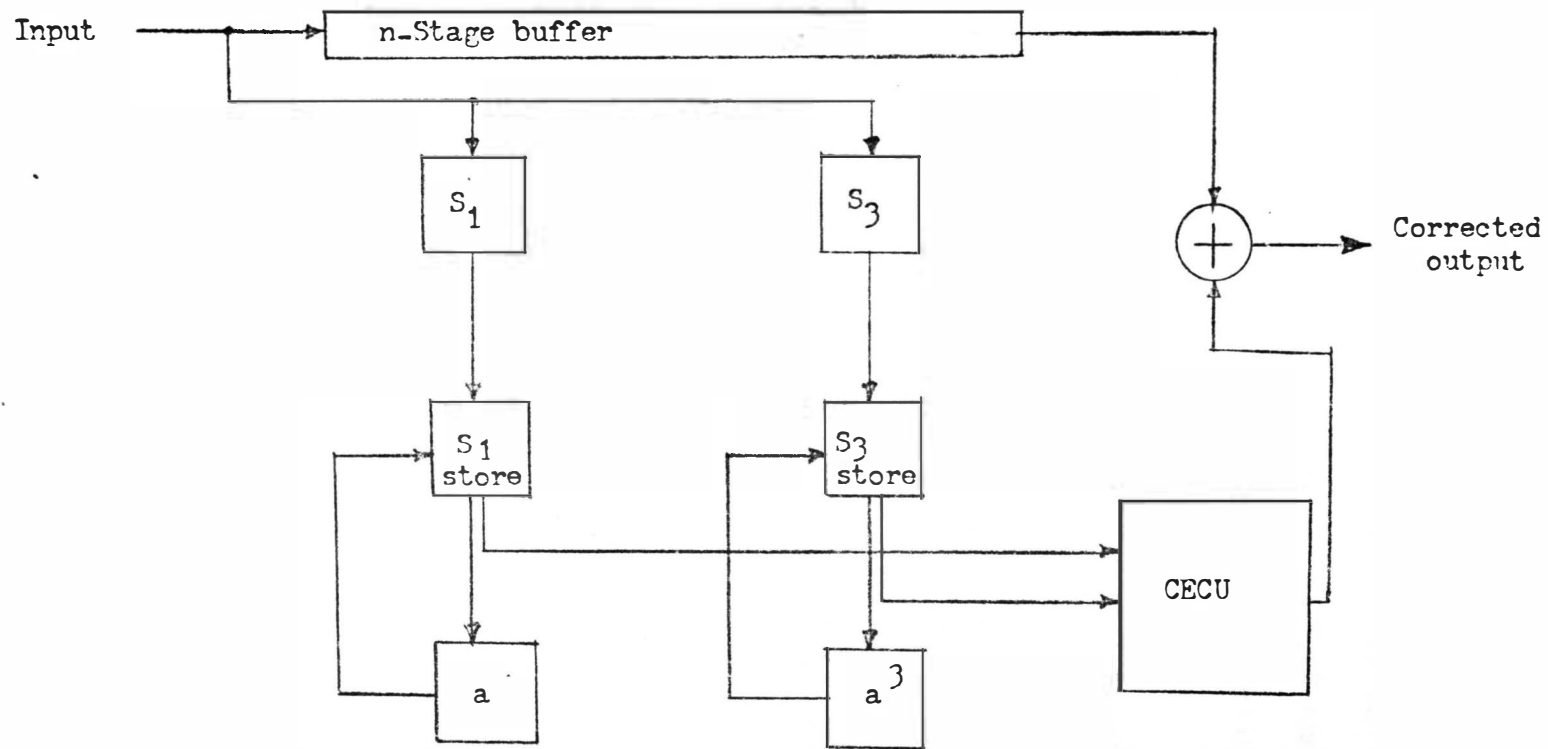 Input
n-Stage buffer
S1
S3
Corrected
output
S1
store
S3
store
CECU
a
a3